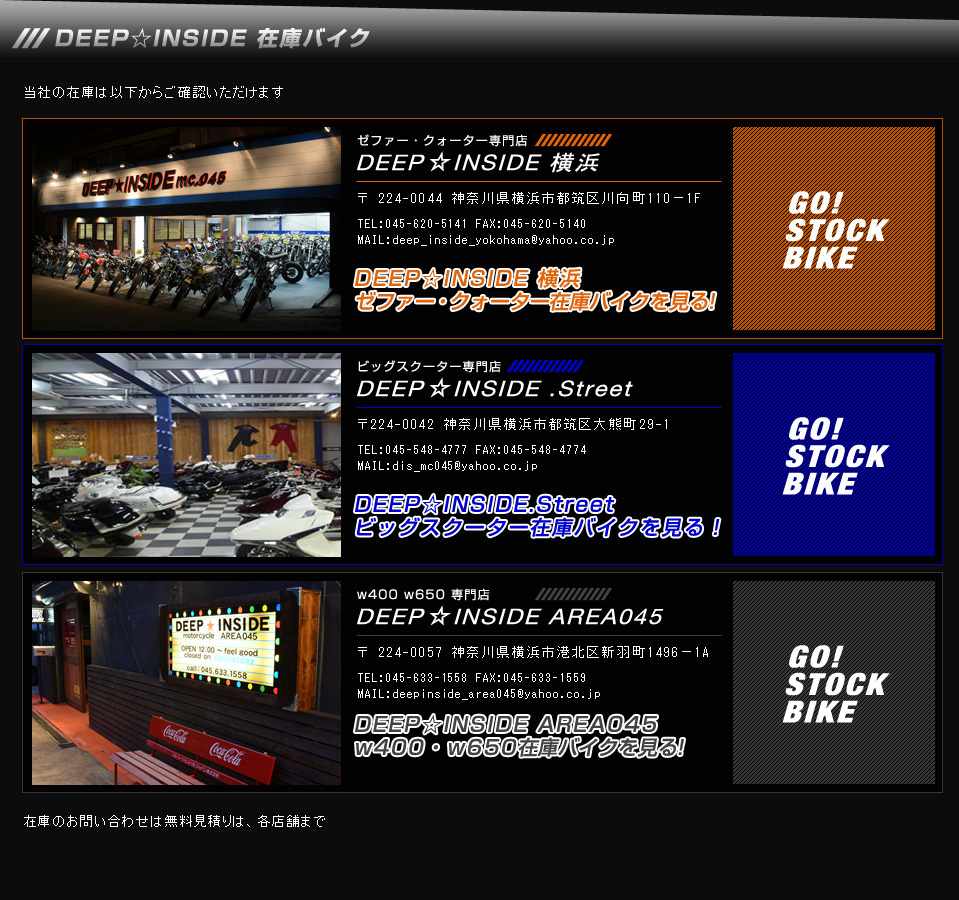 DEEP☆INSIDE 在庫バイク
当社の在庫は以下からご確認いただけます
DEEP★INSIDE mc.045
ゼファー・クォーター専門店
DEEP☆INSIDE 横浜
〒 224-0044 神奈川県横浜市都筑区川向町110－1F
TEL:045-620-5141 FAX:045-620-5140
MAIL:deep_inside_yokohama@yahoo.co.jp
DEEP☆INSIDE 横浜
ゼファー・クォーター在庫バイクを見る!
GO!
STOCK
BIKE
ビッグスクーター専門店
DEEP☆INSIDE .Street
〒224-0042 神奈川県横浜市都筑区大熊町29-1
TEL:045-548-4777 FAX:045-548-4774
MAIL:dis_mc045@yahoo.co.jp
DEEP☆INSIDE.Street
ビッグスクーター在庫バイクを見る！
GO!
STOCK
BIKE
DEEP★INSIDE
motorcycle AREA045
OPEN 12:00～feel good
closed on Wednesday
call:045.633.1558
Coca-Cola
Coca-Cola
w400 w650 専門店
DEEP☆INSIDE AREA045
〒 224-0057 神奈川県横浜市港北区新羽町1496－1A
TEL:045-633-1558 FAX:045-633-1559
MAIL:deepinside_area045@yahoo.co.jp
DEEP☆INSIDE AREA045
w400・w650在庫バイクを見る!
GO!
STOCK
BIKE
在庫のお問い合わせは無料見積りは、各店舗まで